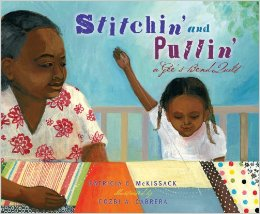 Stitchin' and
Pullin'
a Gee's Bend Quilt
PATRICIA C. McKISSACK
COZBI A. CABRERA